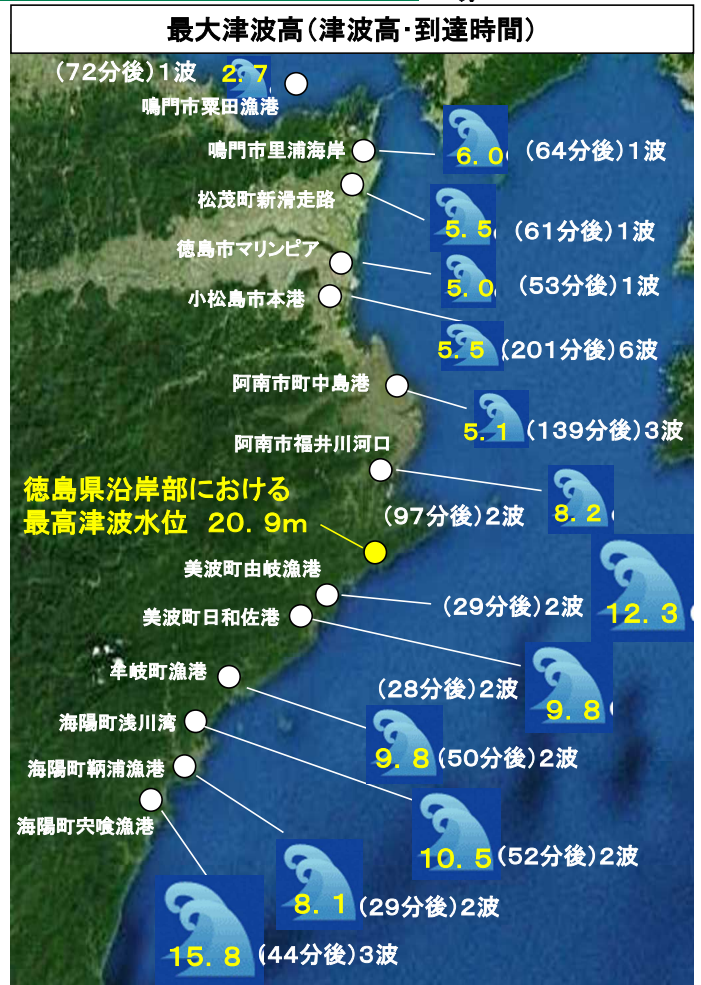 最大津波高(津波高・到達時間)
(72分後)1波 2.7
鳴門市粟田漁港
鳴門市里浦海岸
6.0 (64分後)1波
松茂町新滑走路
5.5 (61分後)1波
徳島市マリンピア
5.0 (53分後)1波
小松島市本港
5.5 (201分後)6波
阿南市町中島港
5.1 (139分後)3波
阿南市福井川河口
(97分後)2波 8.2
徳島県沿岸部における
最高津波水位 20.9m
美波町由岐漁港
(29分後)2波 12.3
美波町日和佐港
(28分後)2波 9.8
牟岐町漁港
9.8 (50分後)2波
海陽町浅川湾
10.5 (52分後)2波
海陽町鞆浦漁港
8.1 (29分後)2波
海陽町宍喰漁港
15.8 (44分後)3波